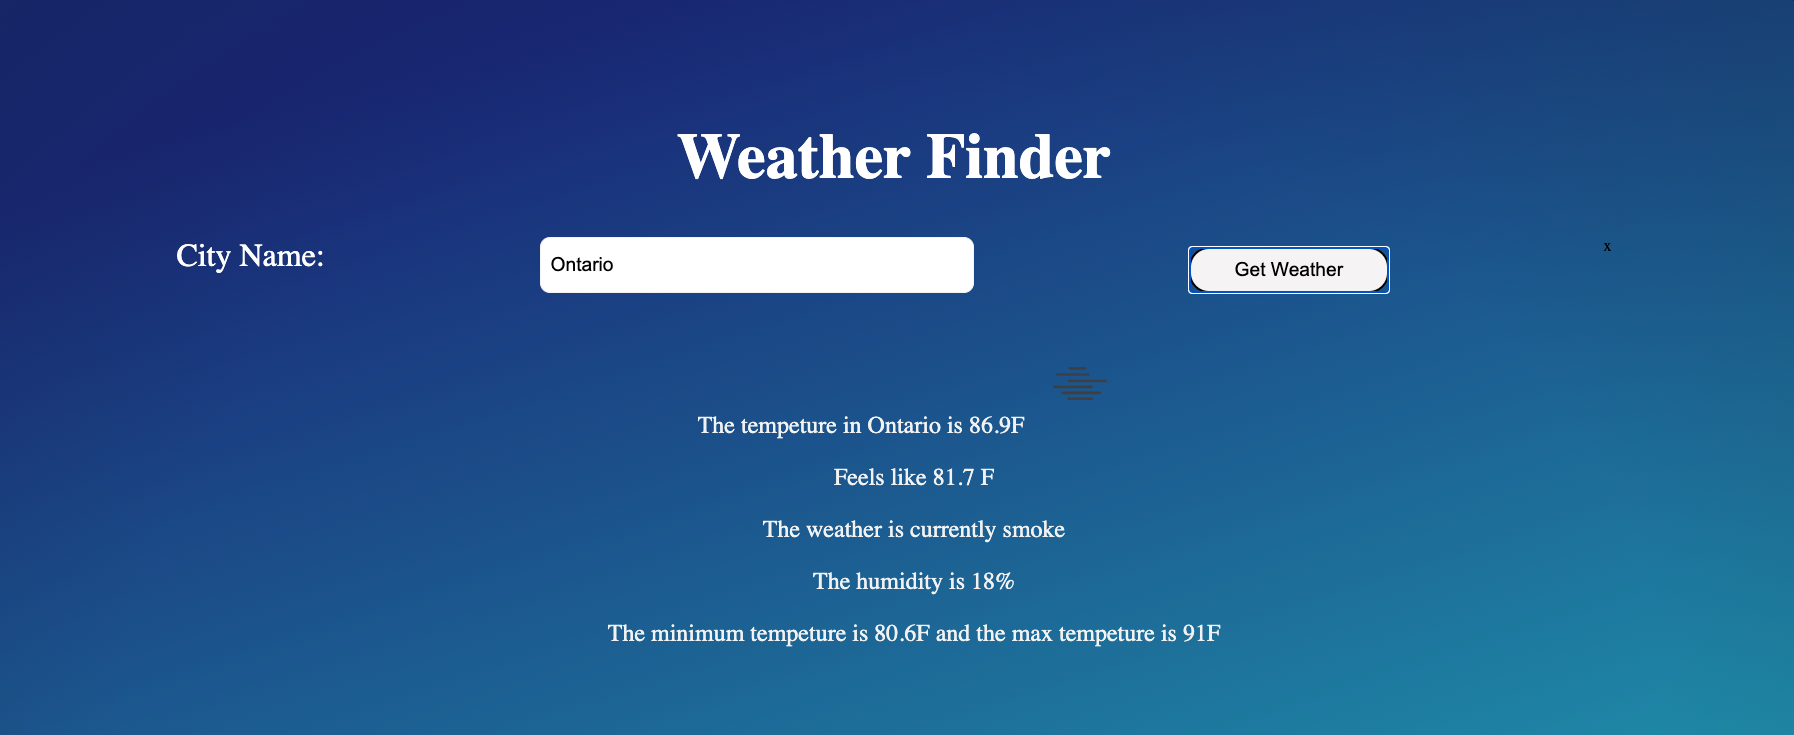 Weather Finder
City Name: Ontario Get Weather x
The tempeture in Ontario is 86.9F
Feels like 81.7 F
The weather is currently smoke
The humidity is 18%
The minimum tempeture is 80.6F and the max tempeture is 91F